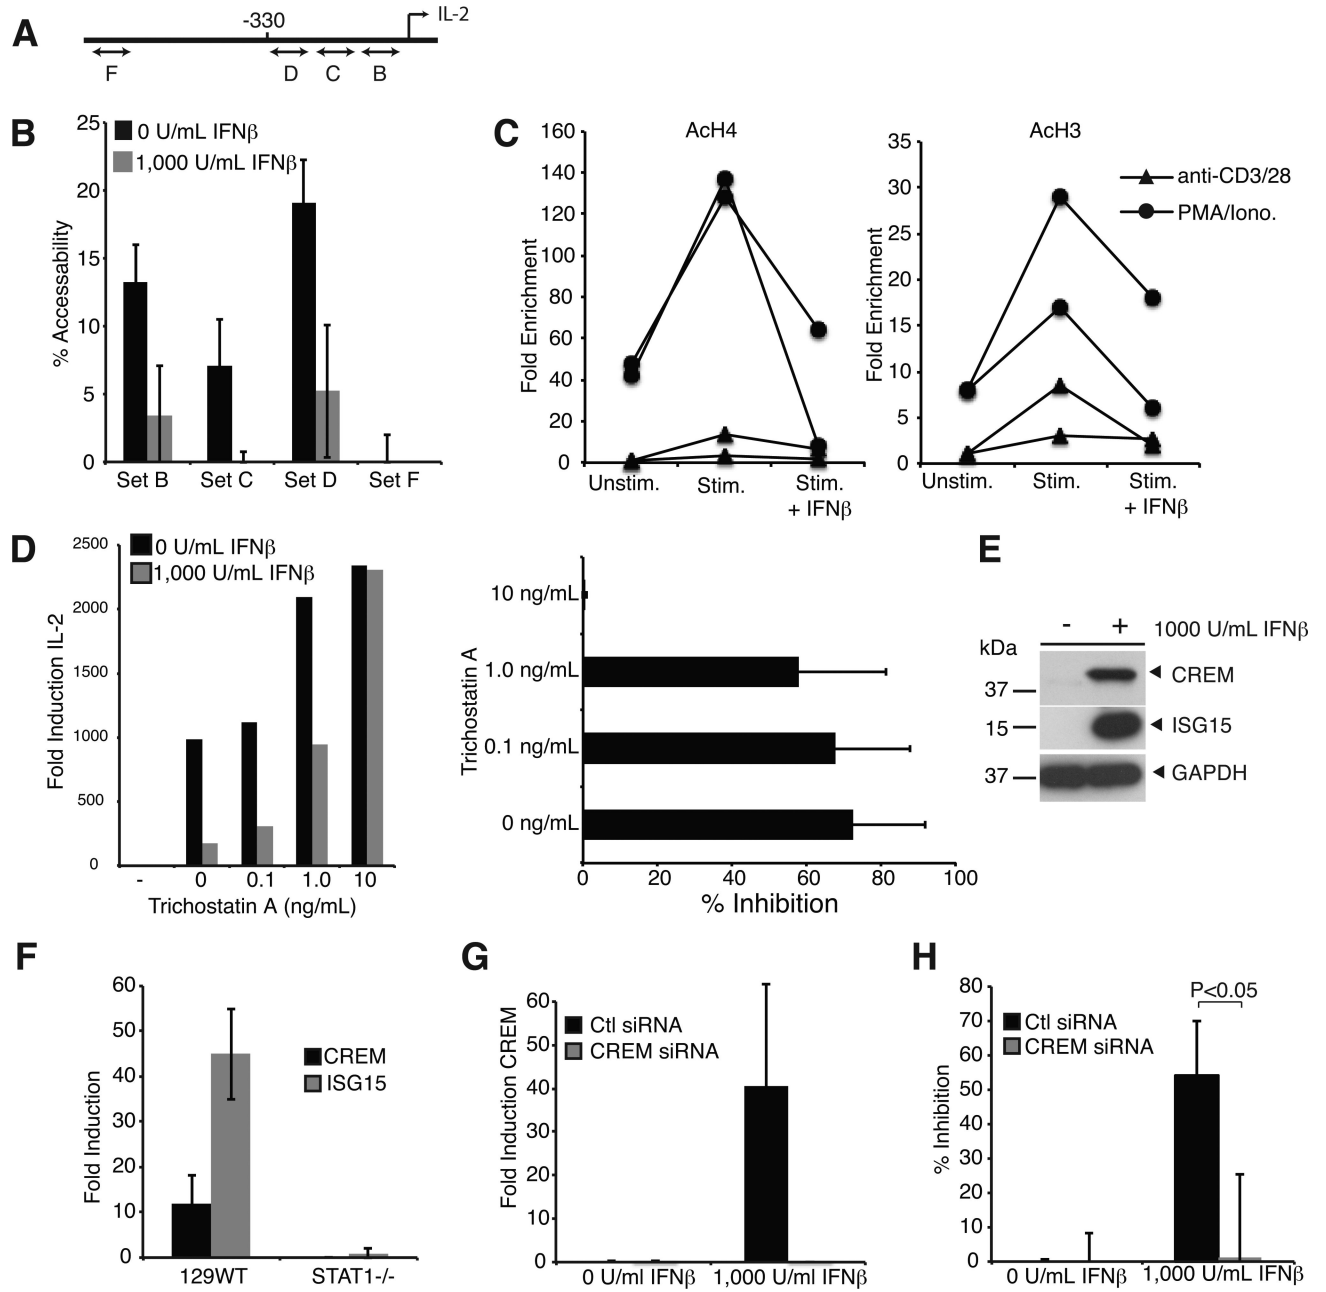 A
-330
IL-2
F
D
C
B
B
0 U/mL IFNβ
1,000 U/mL IFNβ
% Accessability
25
20
15
10
5
0
Set B
Set C
Set D
Set F
C
AcH4
Fold Enrichment
160
140
120
100
80
60
40
20
0
Unstim.
Stim.
Stim.
+ IFNβ
AcH3
Fold Enrichment
35
30
25
20
15
10
5
0
Unstim.
Stim.
Stim.
+ IFNβ
anti-CD3/28
PMA/Iono.
D
0 U/mL IFNβ
1,000 U/mL IFNβ
Fold Induction IL-2
2500
2000
1500
1000
500
0
-
0
0.1
1.0
10
Trichostatin A (ng/mL)
Trichostatin A
10 ng/mL
1.0 ng/mL
0.1 ng/mL
0 ng/mL
0
20
40
60
80
100
% Inhibition
E
- + 1000 U/mL IFNβ
kDa
37
CREM
15
ISG15
37
GAPDH
F
Fold Induction
60
50
40
30
20
10
0
CREM
ISG15
129WT
STAT1-/-
G
Fold Induction CREM
60
50
40
30
20
10
0
Ctl siRNA
CREM siRNA
0 U/ml IFNβ
1,000 U/ml IFNβ
H
% Inhibition
80
70
60
50
40
30
20
10
0
Ctl siRNA
CREM siRNA
P<0.05
0 U/mL IFNβ
1,000 U/mL IFNβ